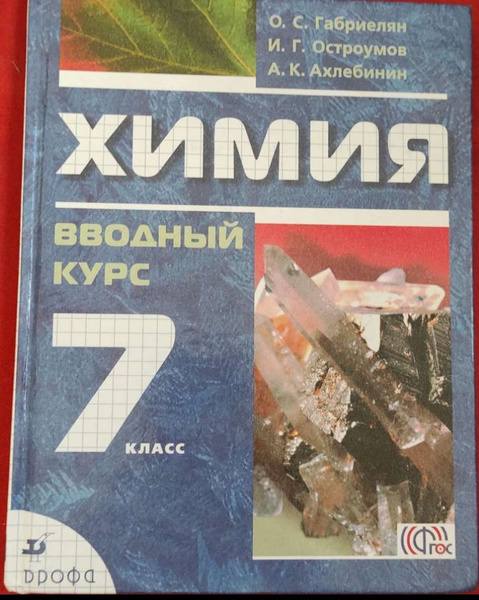 О. С. Габриелян
И. Г. Остроумов
А. К. Ахлебинин
ХИМИЯ
ВВОДНЫЙ
КУРС
7
КЛАСС
ФГОС
дрофа